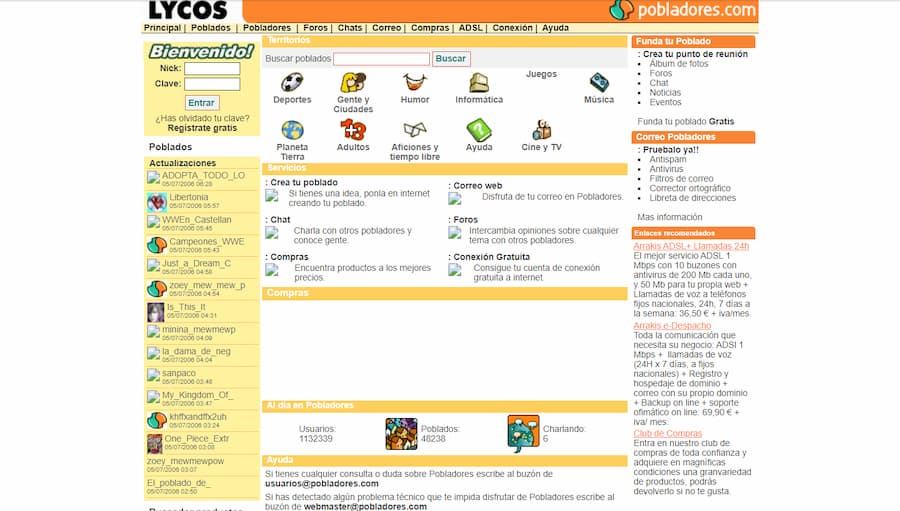 LYCOS
pobladores.com
Principal | Poblados | Pobladores | Foros | Chats | Correo | Compras | ADSL | Conexión | Ayuda
Bienvenido!
Nick:
Clave:
Entrar
¿Has olvidado tu clave?
Regístrate gratis
Poblados
Actualizaciones
ADOPTA_TODO_LO
05/07/2006 06:28
Libertonia
05/07/2006 05:57
WWEn_Castellan
05/07/2006 05:45
Campeones_WWE
05/07/2006 05:43
Just_a_Dream_C
05/07/2006 04:58
zoey_mew_mew_p
05/07/2006 04:54
Is_This_It
05/07/2006 04:31
minina_mewmewp
05/07/2006 04:09
la_dama_de_neg
05/07/2006 04:04
sanpaco
05/07/2006 03:48
My_Kingdom_Of_
05/07/2006 03:47
khffxandffx2uh
05/07/2006 03:24
One_Piece_Extr
05/07/2006 03:08
zoey_mewmewpow
05/07/2006 03:07
El_poblado_de_
05/07/2006 02:50
Territorios
Buscar poblados
Buscar
Deportes
Gente y
Ciudades
Humor
Informática
Juegos
Música
Planeta
Tierra
Adultos
Aficiones y
tiempo libre
Ayuda
Cine y TV
Servicios
: Crea tu poblado
Si tienes una idea, ponla en internet
creando tu poblado.
: Correo web
Disfruta de tu correo en Pobladores.
: Chat
Charla con otros pobladores y
conoce gente.
: Foros
Intercambia opiniones sobre cualquier
tema con otros pobladores.
: Compras
Encuentra productos a los mejores
precios.
: Conexión Gratuita
Consigue tu cuenta de conexión
gratuita a internet.
Compras
Al día en Pobladores
Usuarios:
1132339
Poblados:
48238
Charlando:
6
Ayuda
Si tienes cualquier consulta o duda sobre Pobladores escribe al buzón de
usuarios@pobladores.com
Si has detectado algún problema técnico que te impida disfrutar de Pobladores escribe al
buzón de webmaster@pobladores.com
Funda tu Poblado
: Crea tu punto de reunión
Álbum de fotos
Foros
Chat
Noticias
Eventos
Funda tu poblado Gratis
Correo Pobladores
: Pruebalo ya!!
Antispam
Antivirus
Filtros de correo
Corrector ortográfico
Libreta de direcciones
Mas información
Enlaces recomendados
Arrakis ADSL+ Llamadas 24h
El mejor servicio ADSL 1
Mbps con 10 buzones con
antivirus de 200 Mb cada uno,
y 50 Mb para tu propia web +
Llamadas de voz a teléfonos
fijos nacionales, 24h, 7 días a
la semana: 36,50 € + iva/mes.
Arrakis e-Despacho
Toda la comunicación que
necesita su negocio: ADSl 1
Mbps + llamadas de voz
(24H x 7 días, a fijos
nacionales) + Registro y
hospedaje de dominio +
correo con su propio dominio
+ Backup on line + soporte
ofimático on line: 69,90 € +
iva/ mes:
Club de Compras
Entra en nuestro club de
compras de toda confianza y
adquiere en magníficas
condiciones una granvariedad
de productos, podrás
devolverlo si no te gusta.